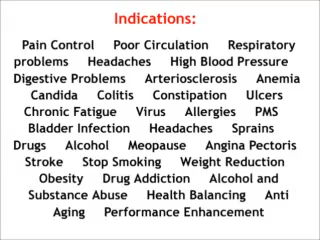 Indications:
Pain Control Poor Circulation Respiratory
problems Headaches High Blood Pressure
Digestive Problems Arteriosclerosis Anemia
Candida Colitis Constipation Ulcers
Chronic Fatigue Virus Allergies PMS
Bladder Infection Headaches Sprains
Drugs Alcohol Meopause Angina Pectoris
Stroke Stop Smoking Weight Reduction
Obesity Drug Addiction Alcohol and
Substance Abuse Health Balancing Anti
Aging Performance Enhancement